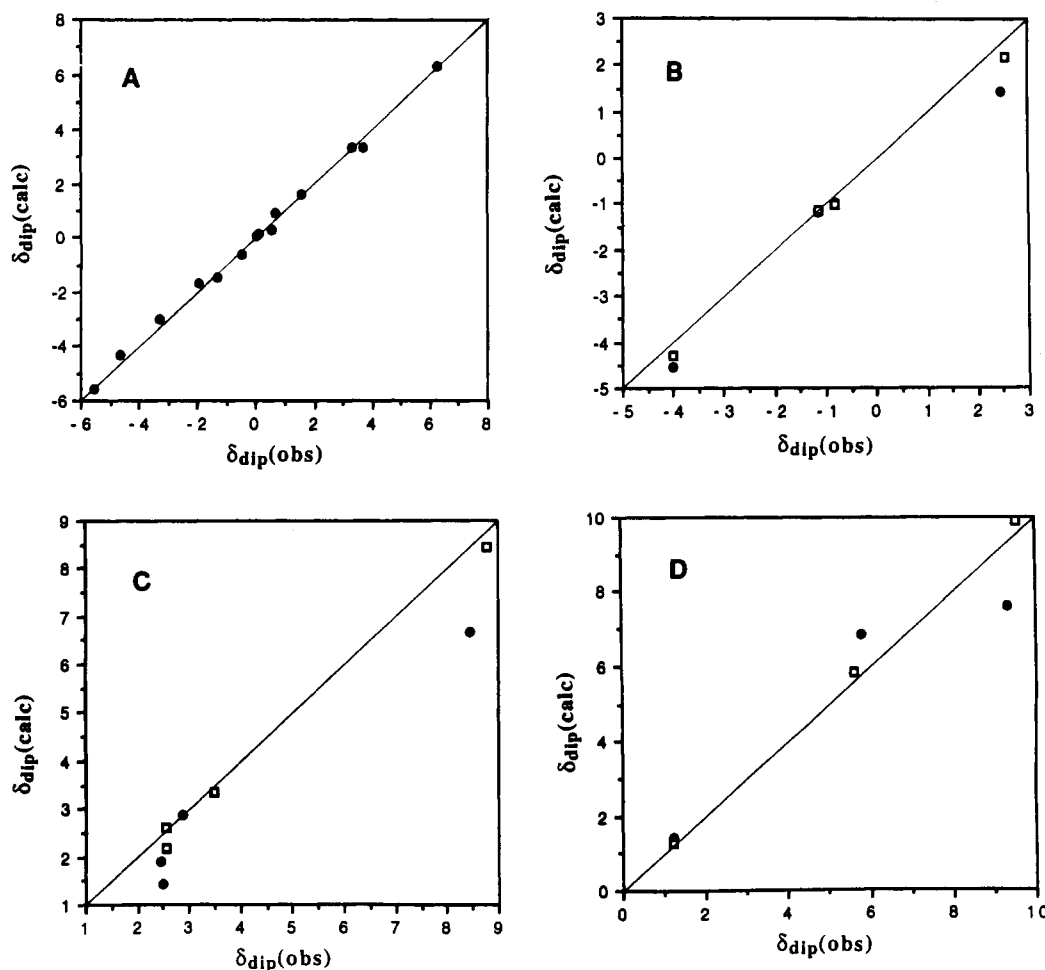 A
δdip(calc)
8
6
4
2
0
-2
-4
-6
-6 -4 -2 0 2 4 6 8
δdip(obs)
B
δdip(calc)
3
2
1
0
-1
-2
-3
-4
-5
-5 -4 -3 -2 -1 0 1 2 3
δdip(obs)
C
δdip(calc)
9
8
7
6
5
4
3
2
1
1 2 3 4 5 6 7 8 9
δdip(obs)
D
δdip(calc)
10
8
6
4
2
0
0 2 4 6 8 10
δdip(obs)